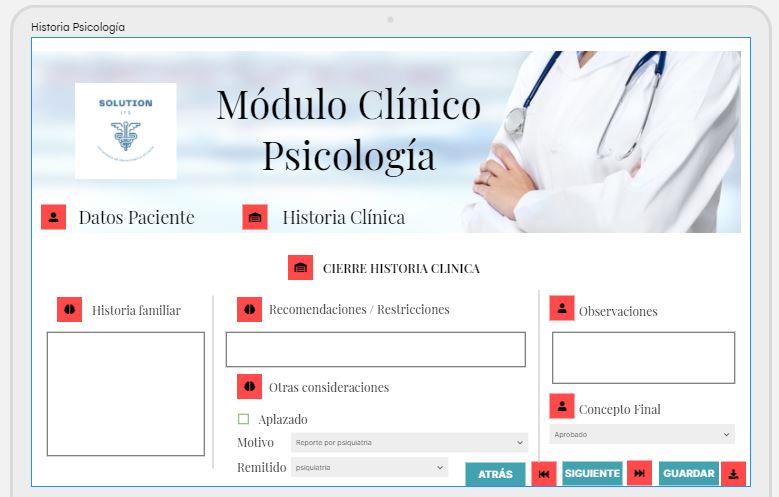 Historia Psicología
SOLUTION
IPS
Módulo Clínico
Psicología
Datos Paciente
Historia Clínica
CIERRE HISTORIA CLINICA
Historia familiar
Recomendaciones / Restricciones
Observaciones
Otras consideraciones
Aplazado
Motivo
Reporte por psiquiatria
Remitido
psiquiatria
Concepto Final
Aprobado
ATRÁS
SIGUIENTE
GUARDAR